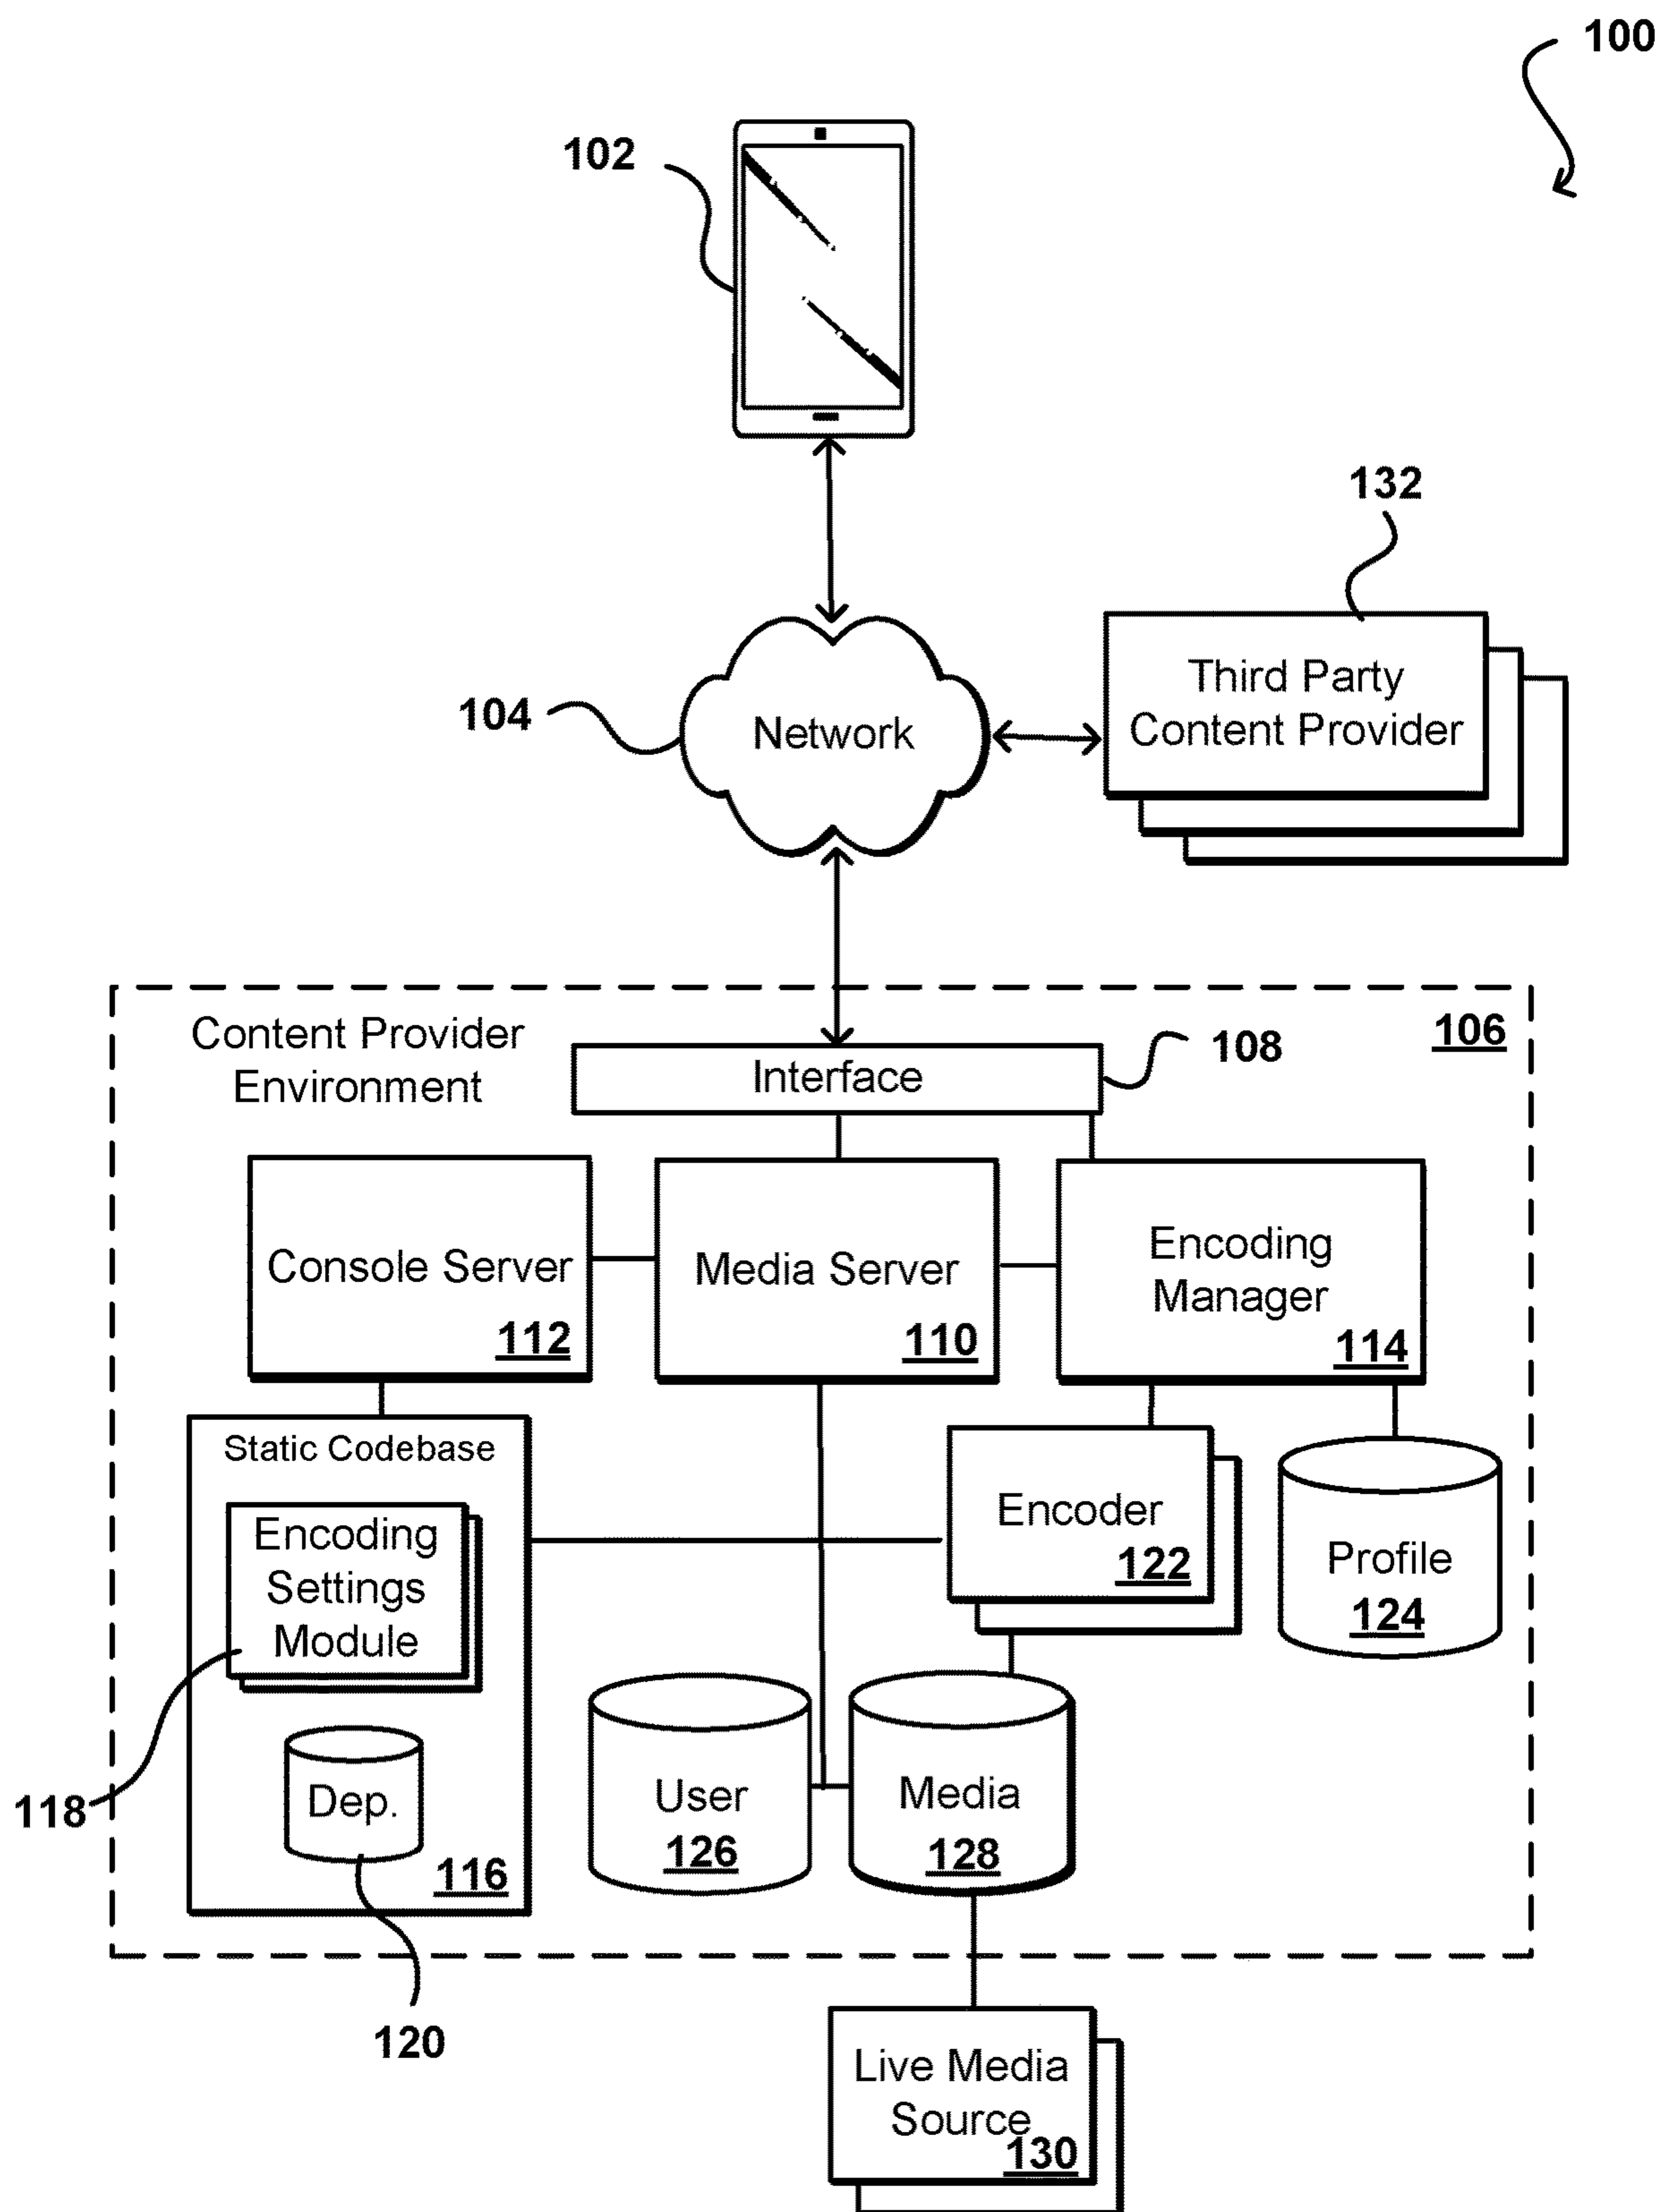 100
102
132
Third Party
Content Provider
104
Network
Content Provider
Environment
106
108
Interface
Console Server
112
Media Server
110
Encoding
Manager
114
Static Codebase
Encoding
Settings
Module
118
Dep.
116
120
Encoder
122
Profile
124
User
126
Media
128
Live Media
Source
130